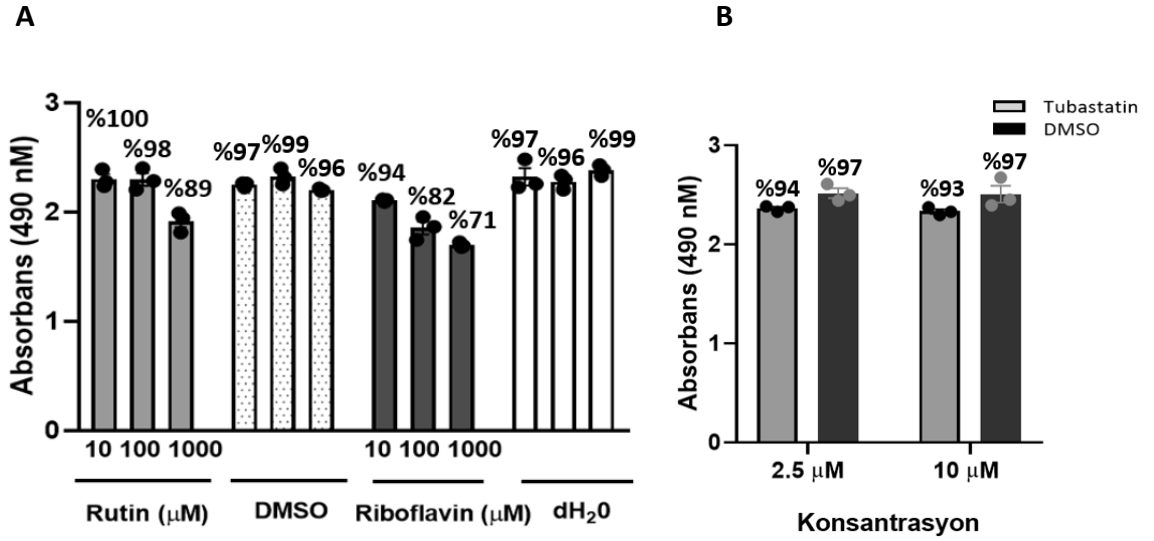 A
B
Absorbans (490 nM)
3
2
1
0
%100
%98
%89
%97
%99
%96
%94
%82
%71
%97
%96
%99
10 100 1000
10 100 1000
Rutin (μM)
DMSO
Riboflavin (μM)
dH₂0
Tubastatin
DMSO
Absorbans (490 nM)
3
2
1
0
%94
%97
%93
%97
2.5 μM
10 μM
Konsantrasyon